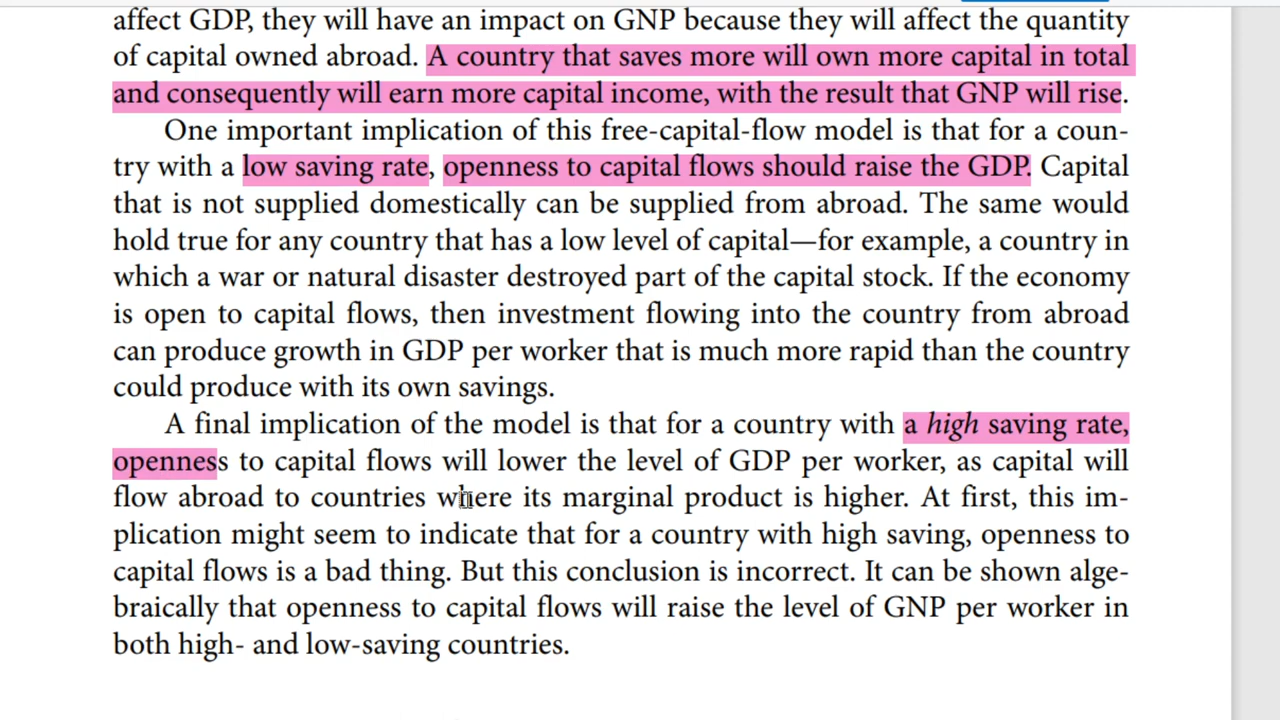 affect GDP, they will have an impact on GNP because they will affect the quantity
of capital owned abroad. A country that saves more will own more capital in total
and consequently will earn more capital income, with the result that GNP will rise.
One important implication of this free-capital-flow model is that for a coun-
try with a low saving rate, openness to capital flows should raise the GDP. Capital
that is not supplied domestically can be supplied from abroad. The same would
hold true for any country that has a low level of capital—for example, a country in
which a war or natural disaster destroyed part of the capital stock. If the economy
is open to capital flows, then investment flowing into the country from abroad
can produce growth in GDP per worker that is much more rapid than the country
could produce with its own savings.
A final implication of the model is that for a country with a high saving rate,
openness to capital flows will lower the level of GDP per worker, as capital will
flow abroad to countries where its marginal product is higher. At first, this im-
plication might seem to indicate that for a country with high saving, openness to
capital flows is a bad thing. But this conclusion is incorrect. It can be shown alge-
braically that openness to capital flows will raise the level of GNP per worker in
both high- and low-saving countries.